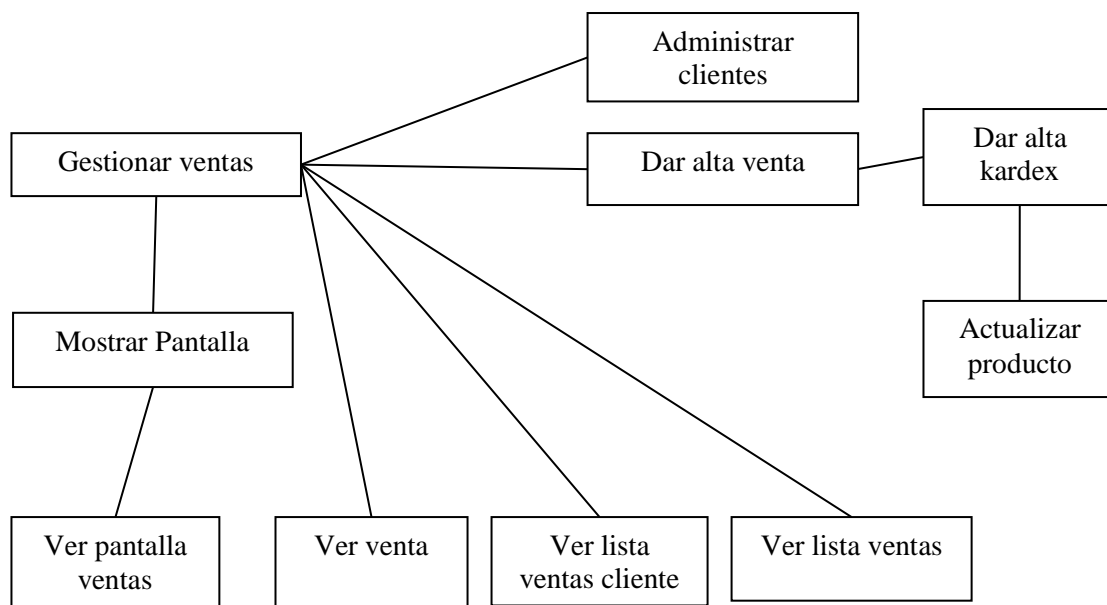 Administrar
clientes
Gestionar ventas
Dar alta venta
Dar alta
kardex
Mostrar Pantalla
Actualizar
producto
Ver pantalla
ventas
Ver venta
Ver lista
ventas cliente
Ver lista ventas